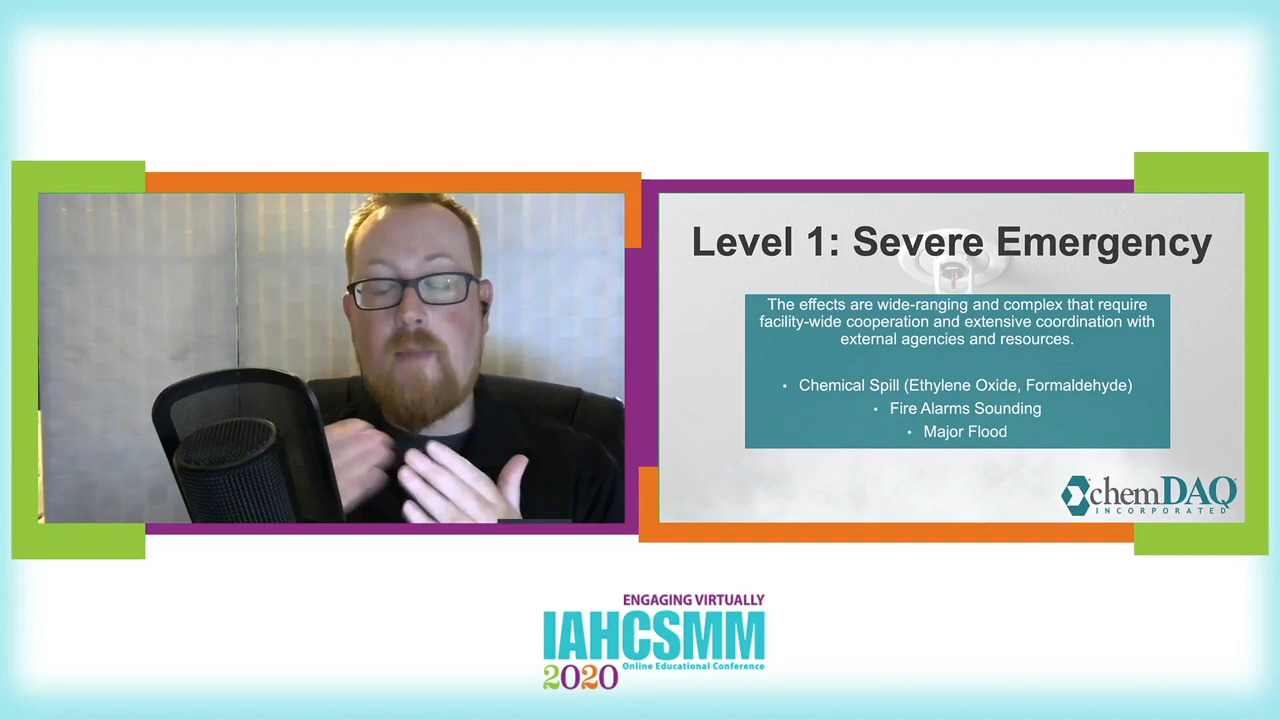 Level 1: Severe Emergency
The effects are wide-ranging and complex that require
facility-wide cooperation and extensive coordination with
external agencies and resources.
• Chemical Spill (Ethylene Oxide, Formaldehyde)
• Fire Alarms Sounding
• Major Flood
chemDAQ
INCORPORATED
ENGAGING VIRTUALLY
IAHCSMM
2020 Online Educational Conference